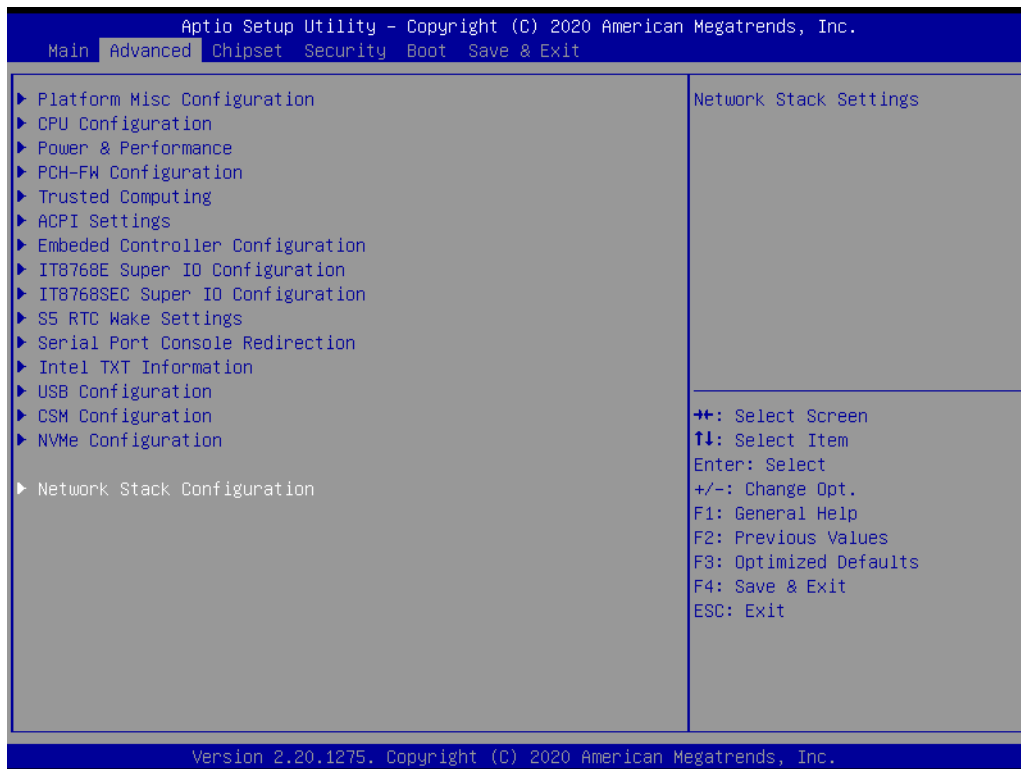 Aptio Setup Utility – Copyright (C) 2020 American Megatrends, Inc.
Main Advanced Chipset Security Boot Save & Exit
▶ Platform Misc Configuration
▶ CPU Configuration
▶ Power & Performance
▶ PCH-FW Configuration
▶ Trusted Computing
▶ ACPI Settings
▶ Embeded Controller Configuration
▶ IT8768E Super IO Configuration
▶ IT8768SEC Super IO Configuration
▶ S5 RTC Wake Settings
▶ Serial Port Console Redirection
▶ Intel TXT Information
▶ USB Configuration
▶ CSM Configuration
▶ NVMe Configuration
▶ Network Stack Configuration
Network Stack Settings
→←: Select Screen
↑↓: Select Item
Enter: Select
+/-: Change Opt.
F1: General Help
F2: Previous Values
F3: Optimized Defaults
F4: Save & Exit
ESC: Exit
Version 2.20.1275. Copyright (C) 2020 American Megatrends, Inc.